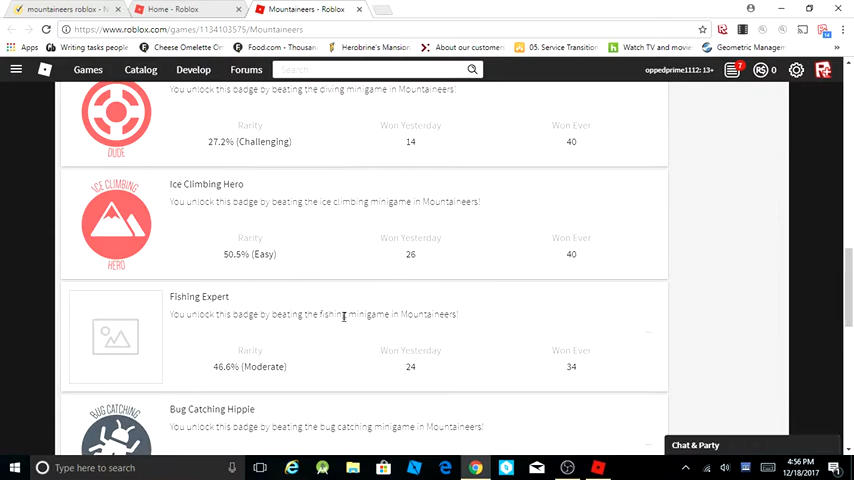 mountaineers roblox - N
Home - Roblox
Mountaineers - Roblox
https://www.roblox.com/games/1134103575/Mountaineers
Apps
Writing tasks people
Cheese Omelette Om
Food.com - Thousan
Herobrine's Mansion
About our customers
05. Service Transition
Watch TV and movies
Geometric Managem
Games
Catalog
Develop
Forums
Search
oppedprime1112: 13+
7
R$ 0
You unlock this badge by beating the diving minigame in Mountaineers!
DUDE
Rarity
Won Yesterday
Won Ever
27.2% (Challenging)
14
40
ICE CLIMBING
HERO
Ice Climbing Hero
You unlock this badge by beating the ice climbing minigame in Mountaineers!
Rarity
Won Yesterday
Won Ever
50.5% (Easy)
26
40
Fishing Expert
You unlock this badge by beating the fishing minigame in Mountaineers!
Rarity
Won Yesterday
Won Ever
46.6% (Moderate)
24
34
BUG CATCHING
Bug Catching Hippie
You unlock this badge by beating the bug catching minigame in Mountaineers!
Chat & Party
Type here to search
4:56 PM
12/18/2017